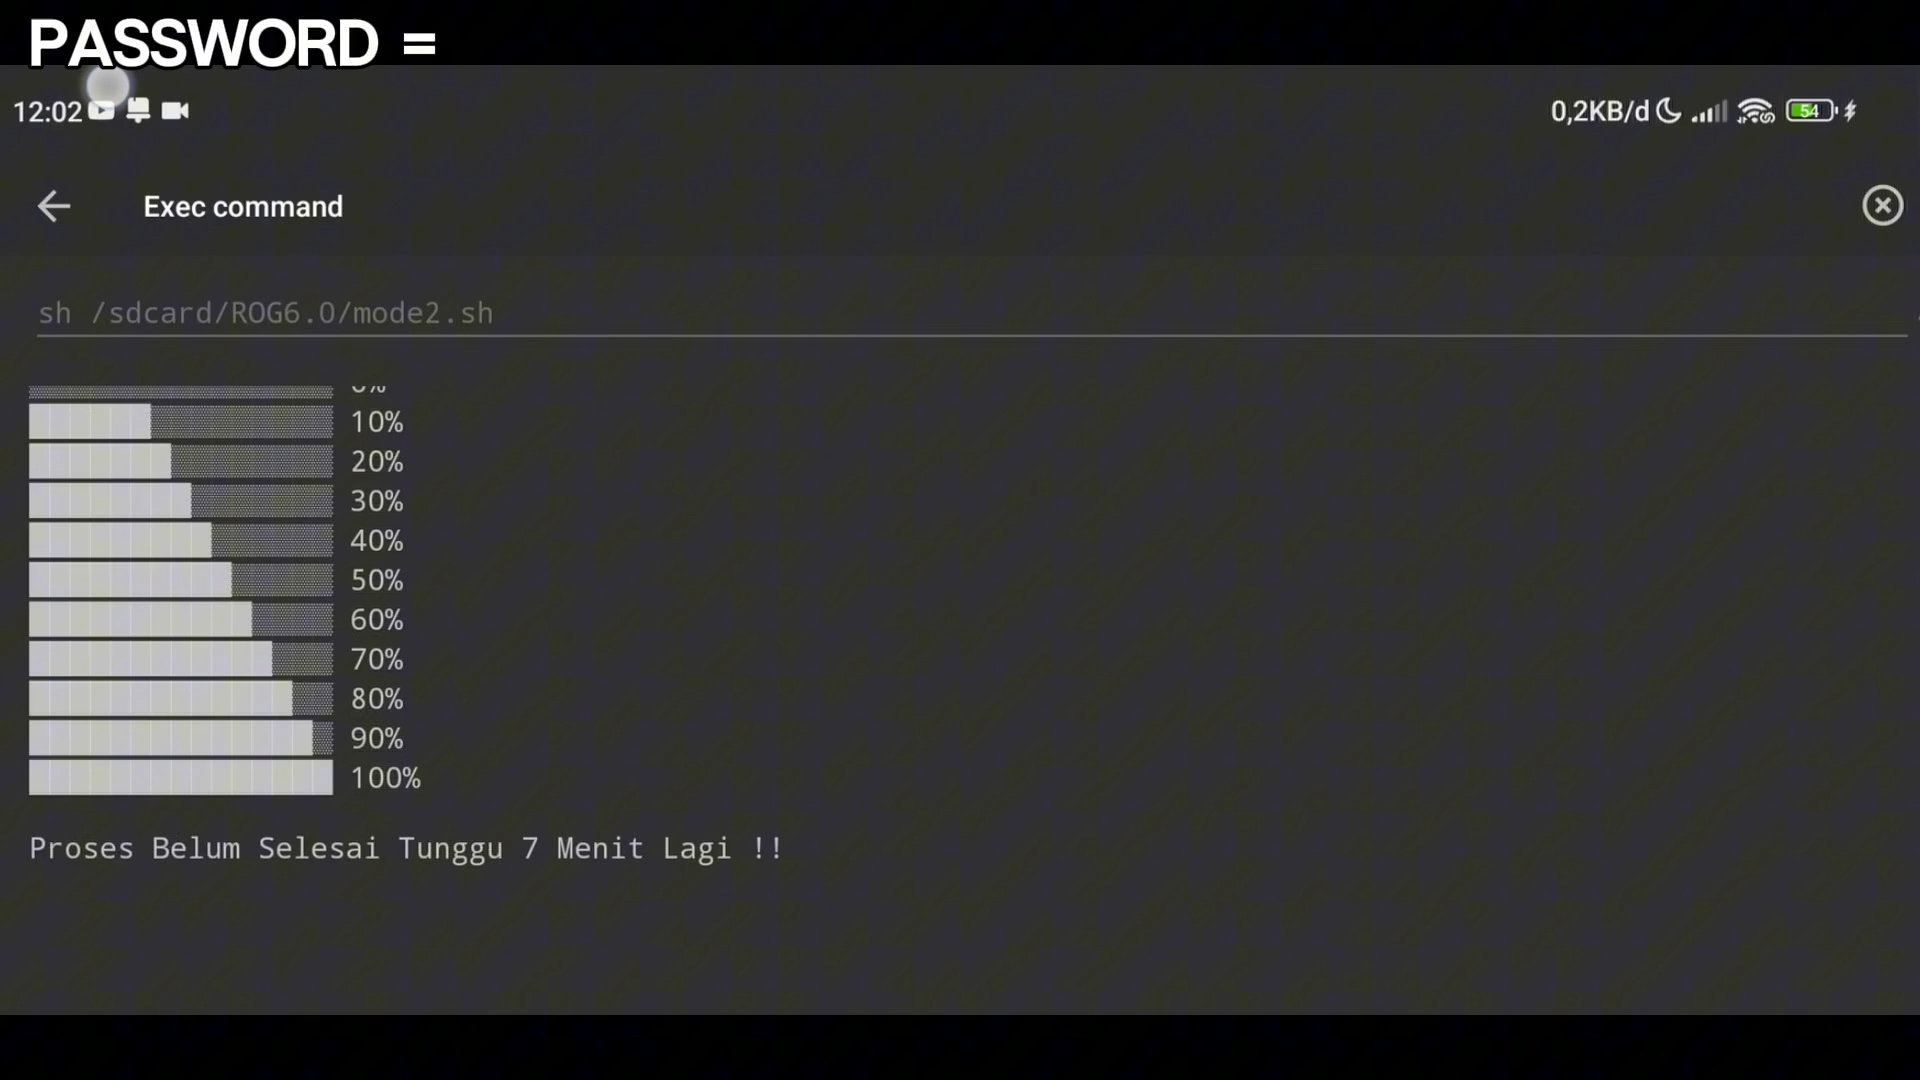 PASSWORD =
12:02
0,2KB/d
54
Exec command
sh /sdcard/ROG6.0/mode2.sh
10%
20%
30%
40%
50%
60%
70%
80%
90%
100%
Proses Belum Selesai Tunggu 7 Menit Lagi !!